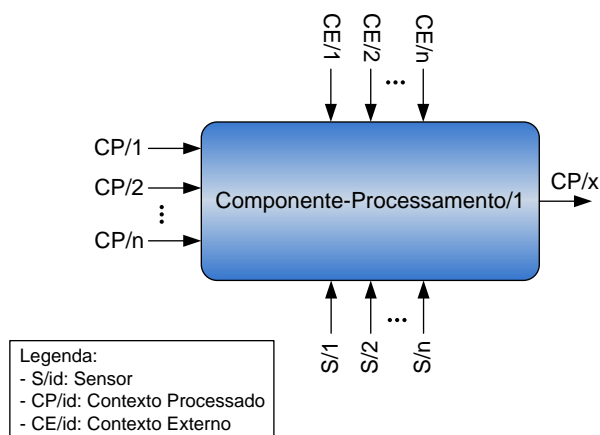 CE/1
CE/2
...
CE/n
CP/1
CP/2
...
CP/n
Componente-Processamento/1
CP/x
S/1
S/2
...
S/n
Legenda:
- S/id: Sensor
- CP/id: Contexto Processado
- CE/id: Contexto Externo